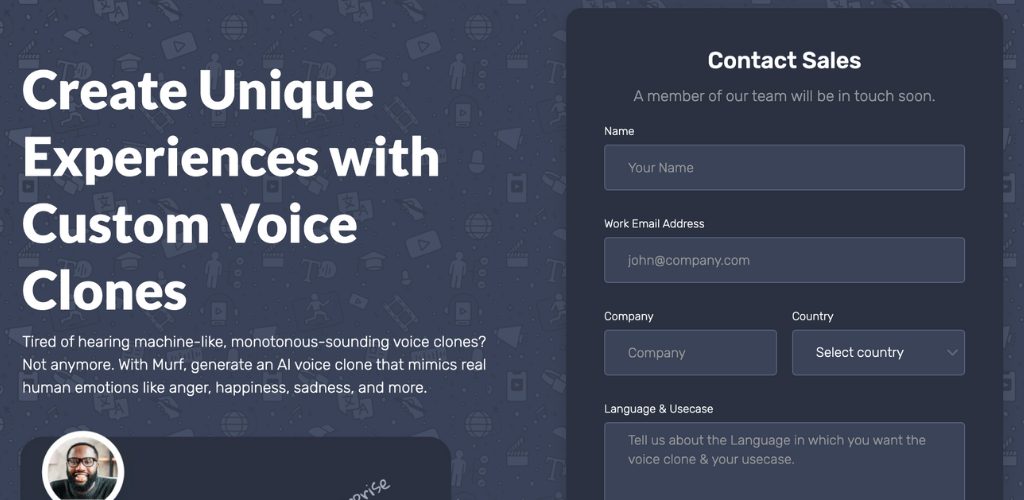 Create Unique
Experiences with
Custom Voice
Clones
Tired of hearing machine-like, monotonous-sounding voice clones?
Not anymore. With Murf, generate an AI voice clone that mimics real
human emotions like anger, happiness, sadness, and more.
Contact Sales
A member of our team will be in touch soon.
Name
Your Name
Work Email Address
john@company.com
Company
Country
Company
Select country
Language & Usecase
Tell us about the Language in which you want the
voice clone & your usecase.